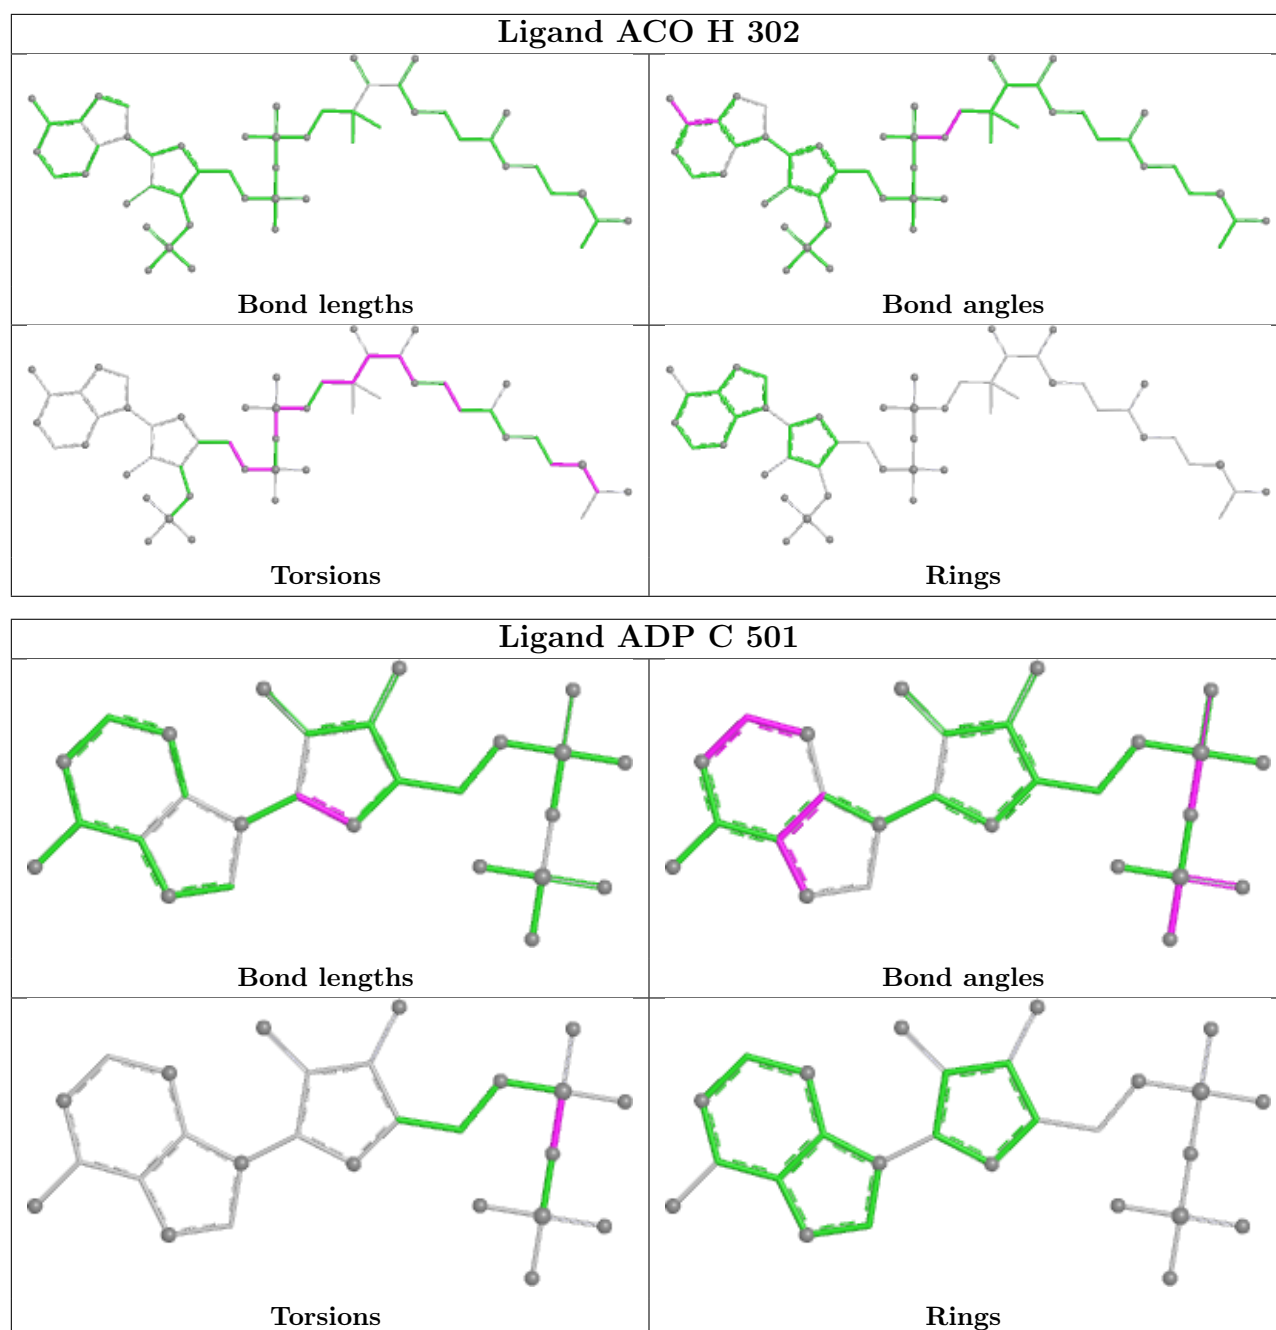 Ligand ACO H 302
Bond lengths
Bond angles
Torsions
Rings
Ligand ADP C 501
Bond lengths
Bond angles
Torsions
Rings